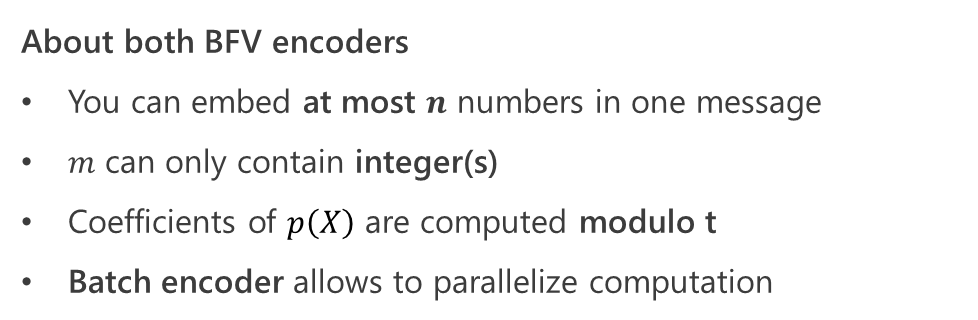 About both BFV encoders
• You can embed at most n numbers in one message
• m can only contain integer(s)
• Coefficients of p(X) are computed modulo t
• Batch encoder allows to parallelize computation